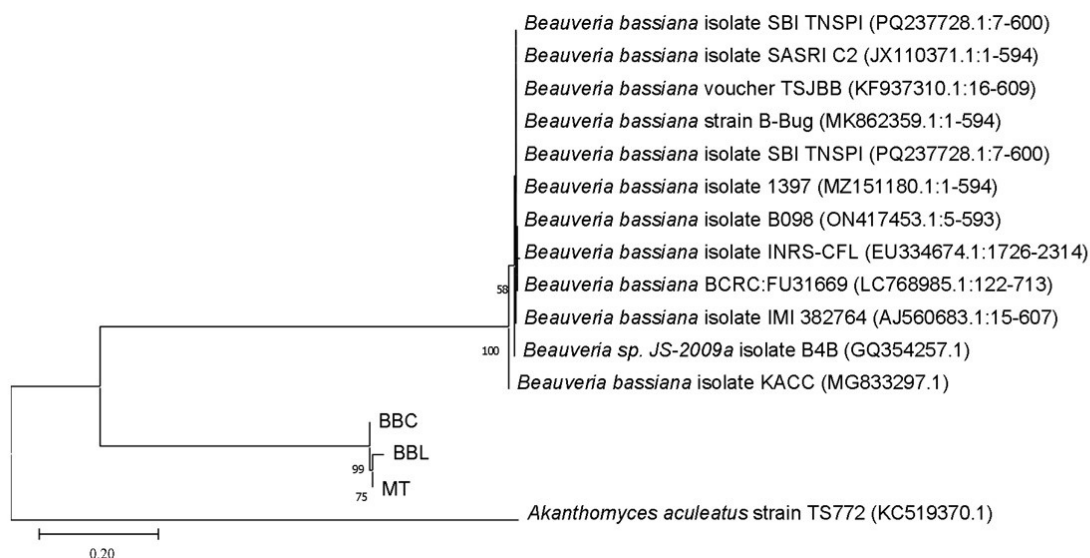 Beauveria bassiana isolate SBI TNSPI (PQ237728.1:7-600)
Beauveria bassiana isolate SASRI C2 (JX110371.1:1-594)
Beauveria bassiana voucher TSJBB (KF937310.1:16-609)
Beauveria bassiana strain B-Bug (MK862359.1:1-594)
Beauveria bassiana isolate SBI TNSPI (PQ237728.1:7-600)
Beauveria bassiana isolate 1397 (MZ151180.1:1-594)
Beauveria bassiana isolate B098 (ON417453.1:5-593)
Beauveria bassiana isolate INRS-CFL (EU334674.1:1726-2314)
58 Beauveria bassiana BCRC:FU31669 (LC768985.1:122-713)
Beauveria bassiana isolate IMI 382764 (AJ560683.1:15-607)
100 Beauveria sp. JS-2009a isolate B4B (GQ354257.1)
Beauveria bassiana isolate KACC (MG833297.1)
BBC
BBL
99
75 MT
Akanthomyces aculeatus strain TS772 (KC519370.1)
0.20